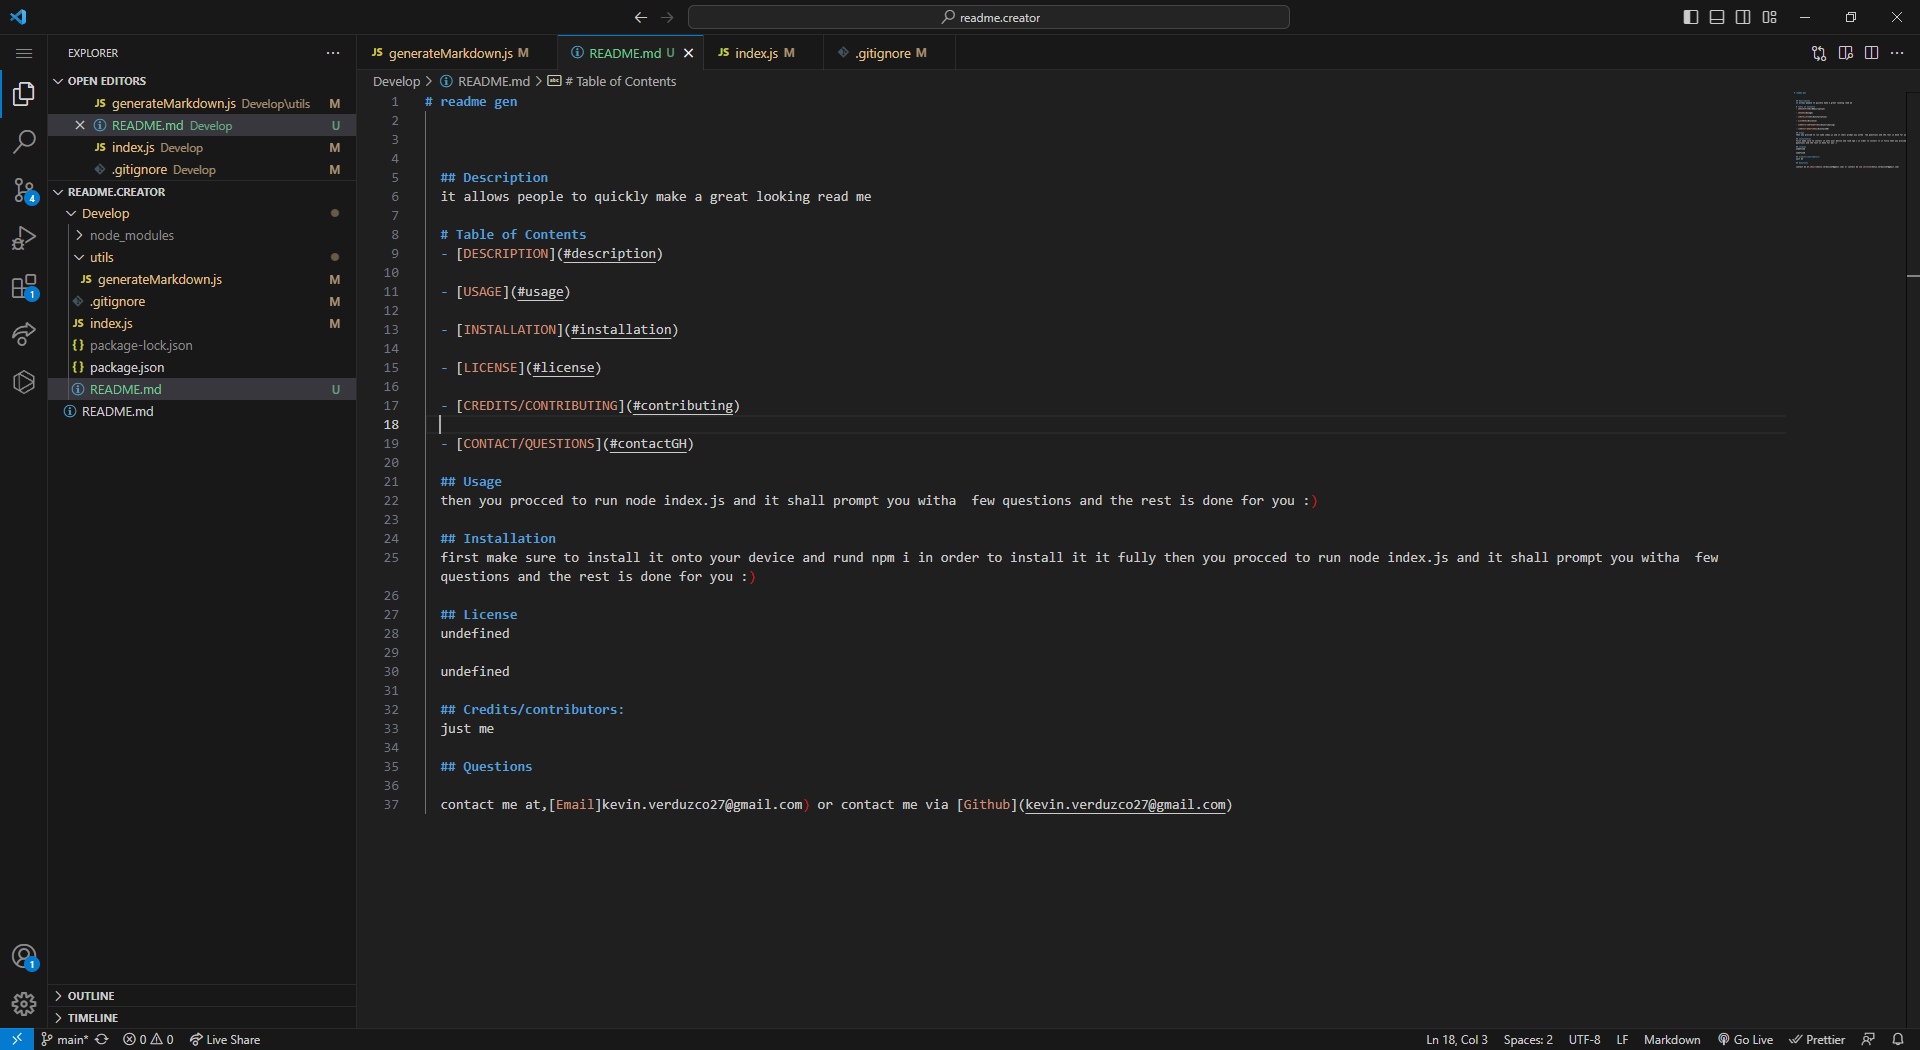 readme.creator
EXPLORER
OPEN EDITORS
JS generateMarkdown.js Develop\utils M
README.md Develop U
JS index.js Develop M
.gitignore Develop M
README.CREATOR
Develop
node_modules
utils
JS generateMarkdown.js M
.gitignore M
JS index.js M
{} package-lock.json
{} package.json
README.md U
README.md
OUTLINE
TIMELINE
4
1
1
JS generateMarkdown.js M
README.md U
JS index.js M
.gitignore M
Develop > README.md > abc # Table of Contents
1 # readme gen
2
3
4
5 ## Description
6 it allows people to quickly make a great looking read me
7
8 # Table of Contents
9 - [DESCRIPTION](#description)
10
11 - [USAGE](#usage)
12
13 - [INSTALLATION](#installation)
14
15 - [LICENSE](#license)
16
17 - [CREDITS/CONTRIBUTING](#contributing)
18
19 - [CONTACT/QUESTIONS](#contactGH)
20
21 ## Usage
22 then you procced to run node index.js and it shall prompt you witha  few questions and the rest is done for you :)
23
24 ## Installation
25 first make sure to install it onto your device and rund npm i in order to install it it fully then you procced to run node index.js and it shall prompt you witha  few
questions and the rest is done for you :)
26
27 ## License
28 undefined
29
30 undefined
31
32 ## Credits/contributors:
33 just me
34
35 ## Questions
36
37 contact me at,[Email]kevin.verduzco27@gmail.com) or contact me via [Github](kevin.verduzco27@gmail.com)
main* 0 0 Live Share
Ln 18, Col 3 Spaces: 2 UTF-8 LF Markdown Go Live Prettier